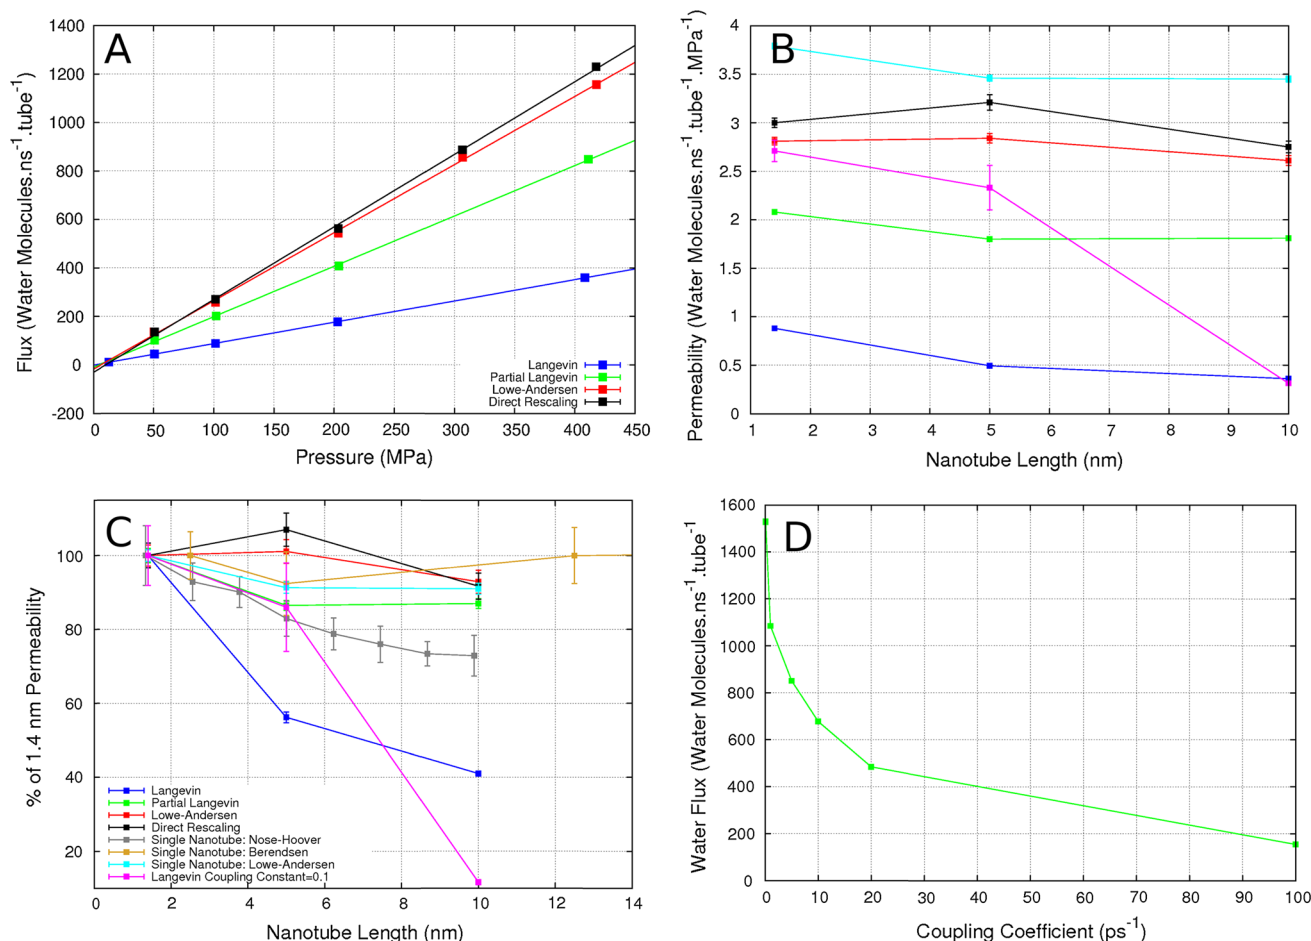 A
Flux (Water Molecules.ns-1.tube-1)
1400
1200
1000
800
600
400
200
0
-200
0 50 100 150 200 250 300 350 400 450
Pressure (MPa)
Langevin
Partial Langevin
Lowe-Andersen
Direct Rescaling
B
Permeability (Water Molecules.ns-1.tube-1.MPa-1)
4
3.5
3
2.5
2
1.5
1
0.5
0
1 2 3 4 5 6 7 8 9 10
Nanotube Length (nm)
C
% of 1.4 nm Permeability
100
80
60
40
20
0 2 4 6 8 10 12 14
Nanotube Length (nm)
Langevin
Partial Langevin
Lowe-Andersen
Direct Rescaling
Single Nanotube: Nose-Hoover
Single Nanotube: Berendsen
Single Nanotube: Lowe-Andersen
Langevin Coupling Constant=0.1
D
Water Flux (Water Molecules.ns-1.tube-1)
1600
1400
1200
1000
800
600
400
200
0
0 10 20 30 40 50 60 70 80 90 100
Coupling Coefficient (ps-1)